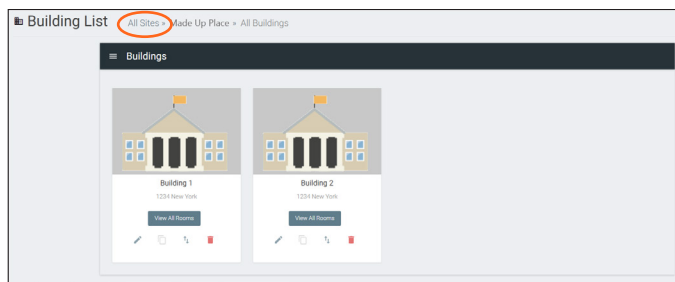 Building List All Sites » Made Up Place » All Buildings
Buildings
Building 1 Building 2
1234 New York 1234 New York
View All Rooms View All Rooms